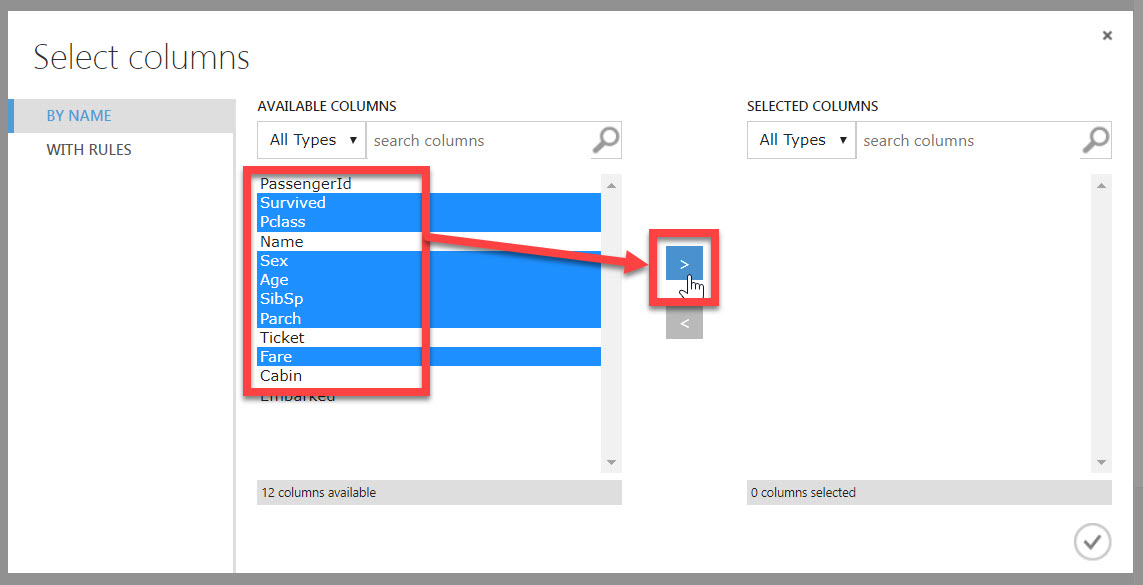 Select columns
BY NAME
WITH RULES
AVAILABLE COLUMNS
All Types
search columns
PassengerId
Survived
Pclass
Name
Sex
Age
SibSp
Parch
Ticket
Fare
Cabin
Embarked
12 columns available
>
<
SELECTED COLUMNS
All Types
search columns
0 columns selected